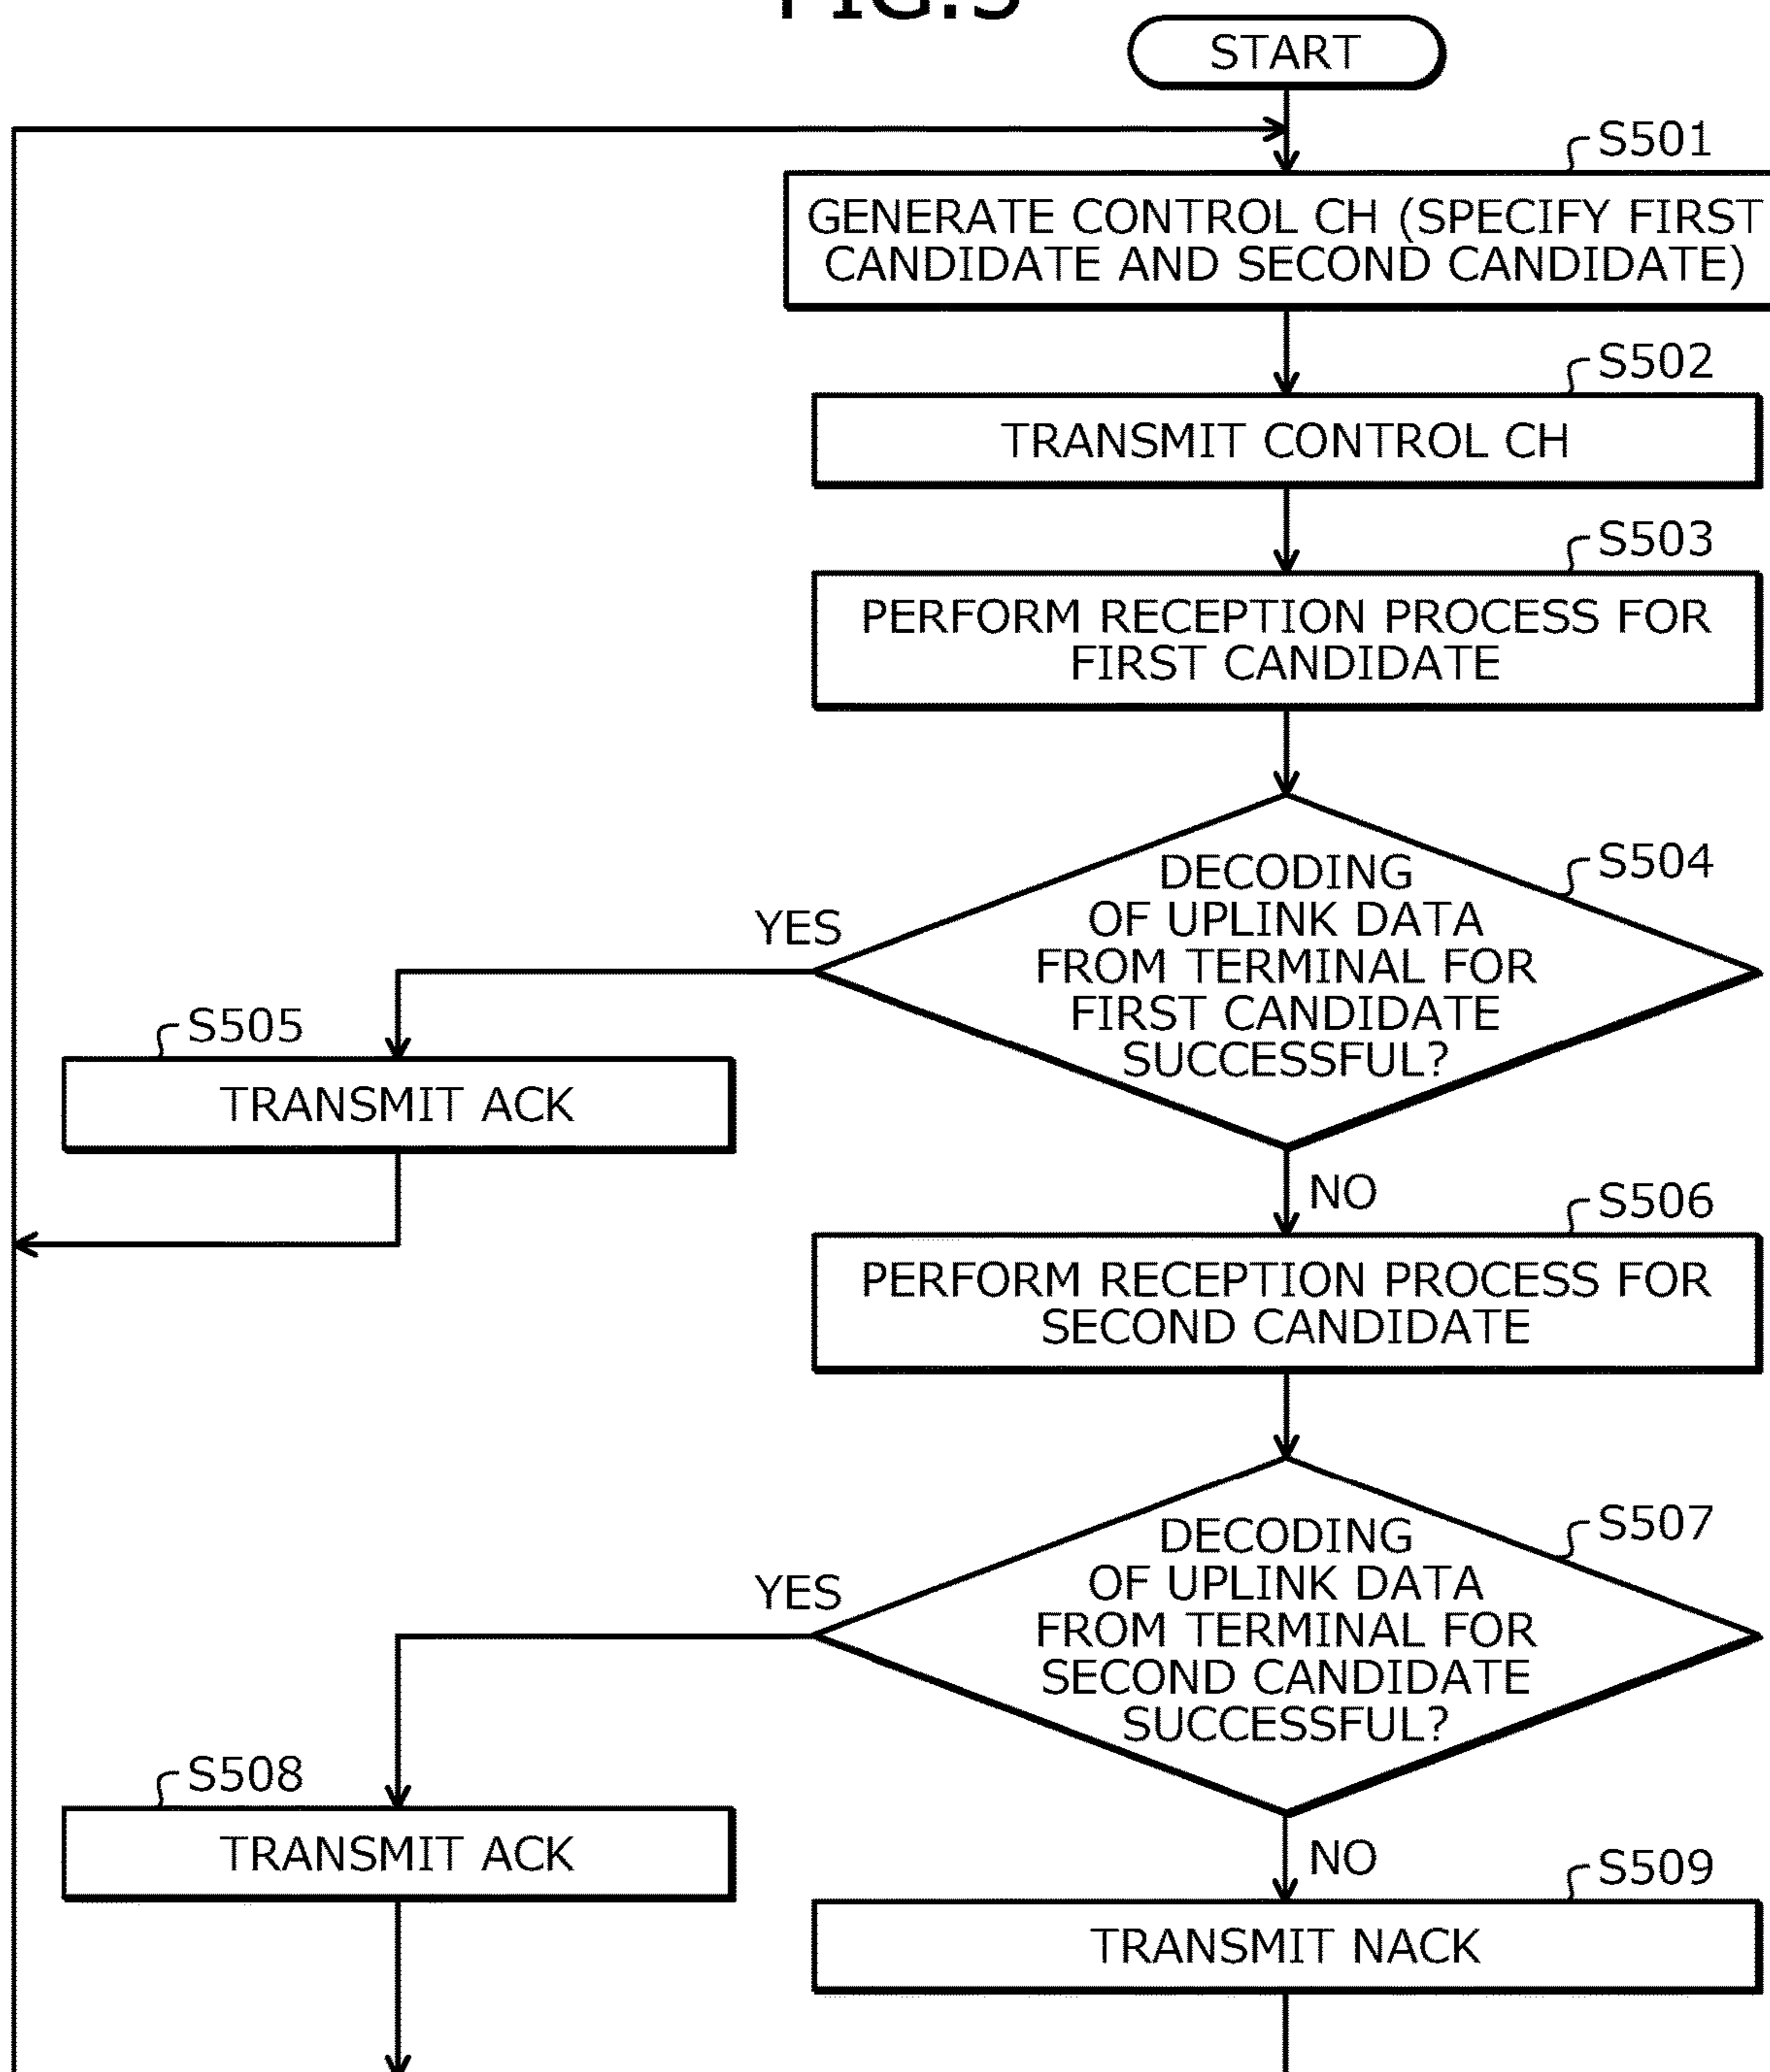 FIG.5
START
S501
GENERATE CONTROL CH (SPECIFY FIRST
CANDIDATE AND SECOND CANDIDATE)
S502
TRANSMIT CONTROL CH
S503
PERFORM RECEPTION PROCESS FOR
FIRST CANDIDATE
S504
DECODING
OF UPLINK DATA
FROM TERMINAL FOR
FIRST CANDIDATE
SUCCESSFUL?
YES
S505
TRANSMIT ACK
NO
S506
PERFORM RECEPTION PROCESS FOR
SECOND CANDIDATE
S507
DECODING
OF UPLINK DATA
FROM TERMINAL FOR
SECOND CANDIDATE
SUCCESSFUL?
YES
S508
TRANSMIT ACK
NO
S509
TRANSMIT NACK